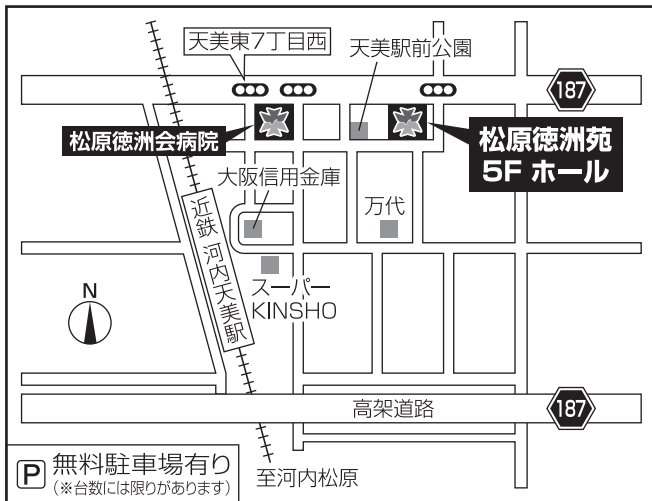 天美東7丁目西
天美駅前公園
187
松原徳洲会病院
松原徳洲苑
5F ホール
大阪信用金庫
万代
近鉄 河内天美駅
スーパー
KINSHO
N
高架道路
187
P 無料駐車場有り
(※台数には限りがあります)
至河内松原